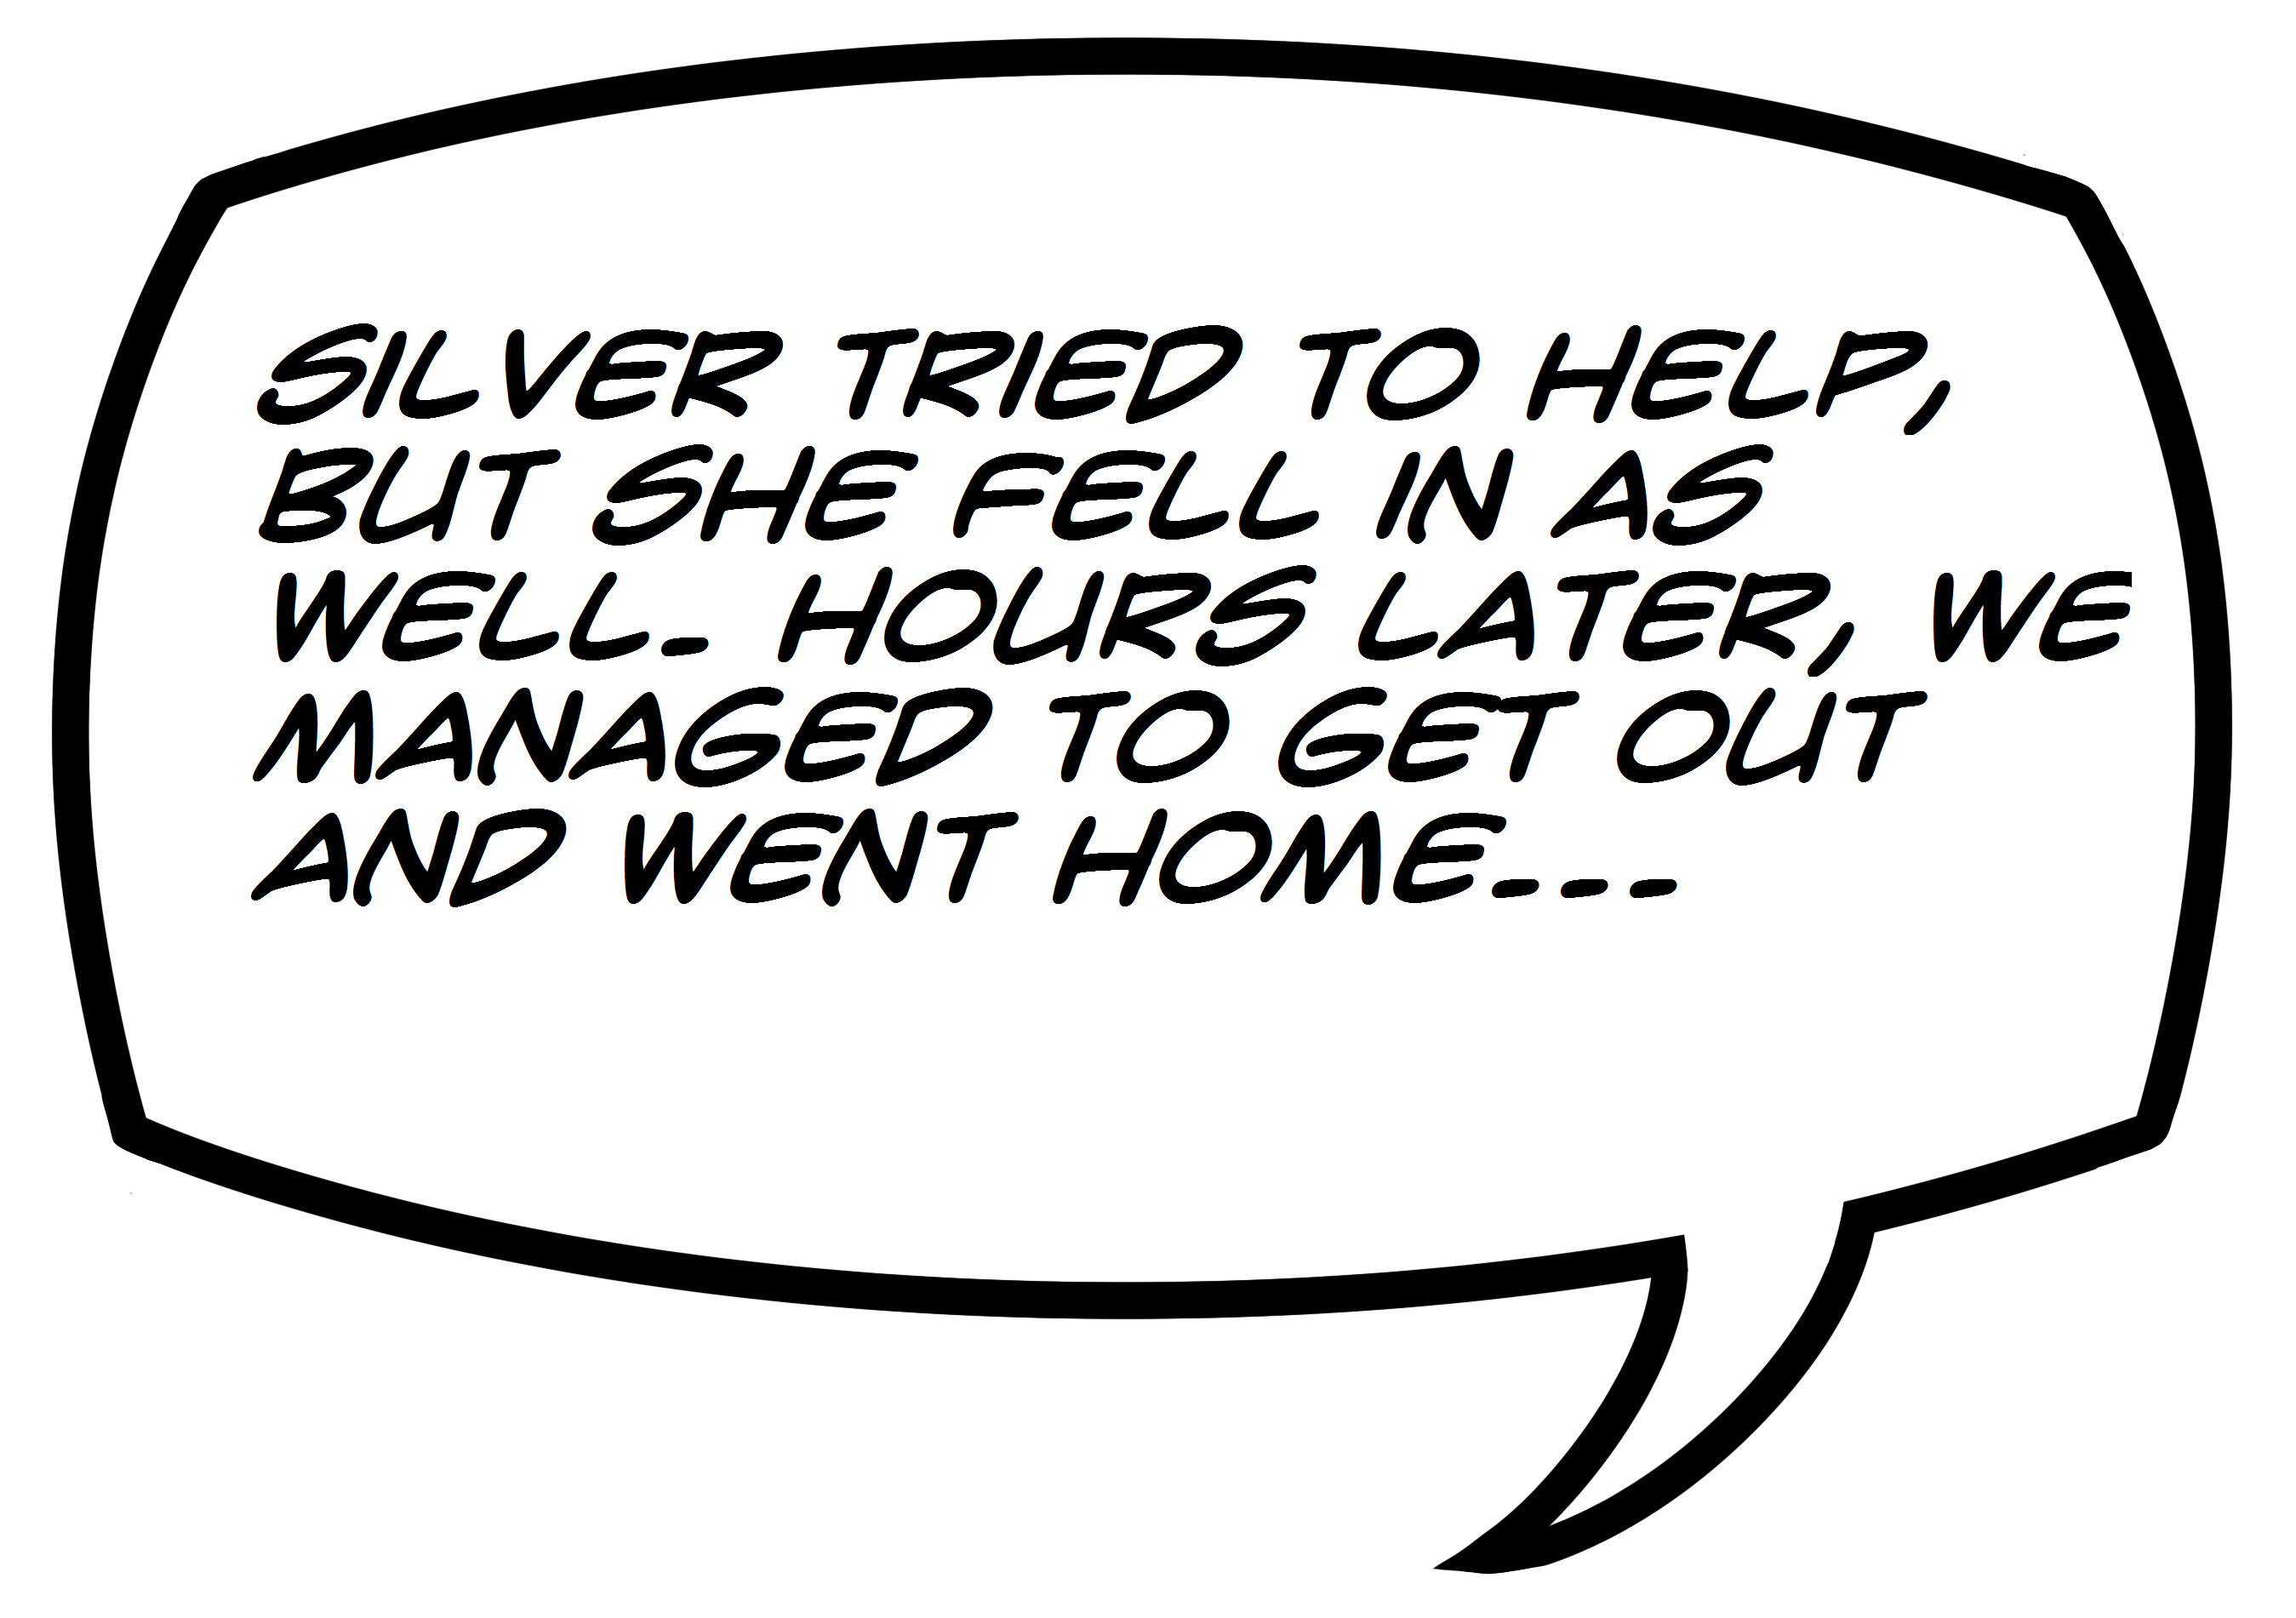 SILVER TRIED TO HELP,
BUT SHE FELL IN AS
WELL. HOURS LATER, WE
MANAGED TO GET OUT
AND WENT HOME...